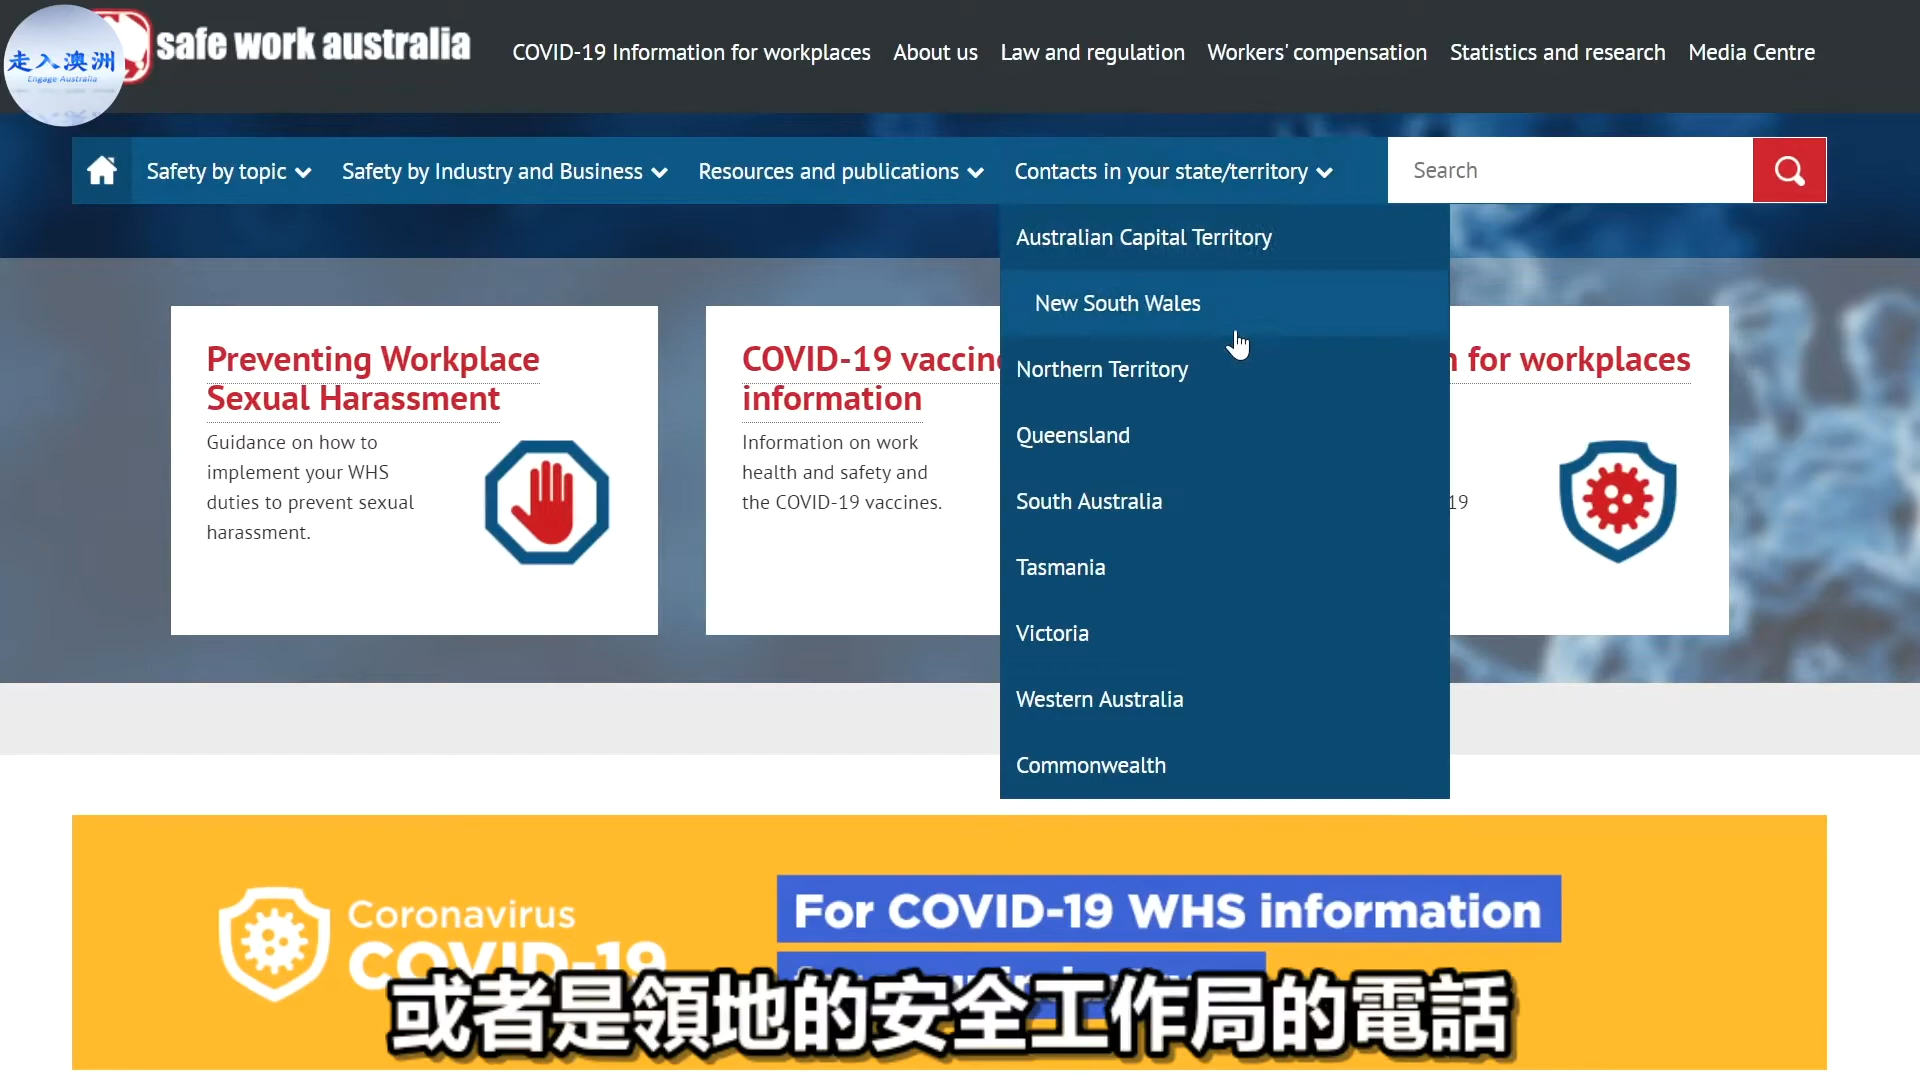 走入澳洲
Engage Australia
safe work australia
COVID-19 Information for workplaces
About us
Law and regulation
Workers' compensation
Statistics and research
Media Centre
Safety by topic
Safety by Industry and Business
Resources and publications
Contacts in your state/territory
Search
Australian Capital Territory
New South Wales
Northern Territory
Queensland
South Australia
Tasmania
Victoria
Western Australia
Commonwealth
Preventing Workplace
Sexual Harassment
Guidance on how to
implement your WHS
duties to prevent sexual
harassment.
COVID-19 vaccin
information
Information on work
health and safety and
the COVID-19 vaccines.
for workplaces
19
Coronavirus
COVID-19
For COVID-19 WHS information
或者是領地的安全工作局的電話